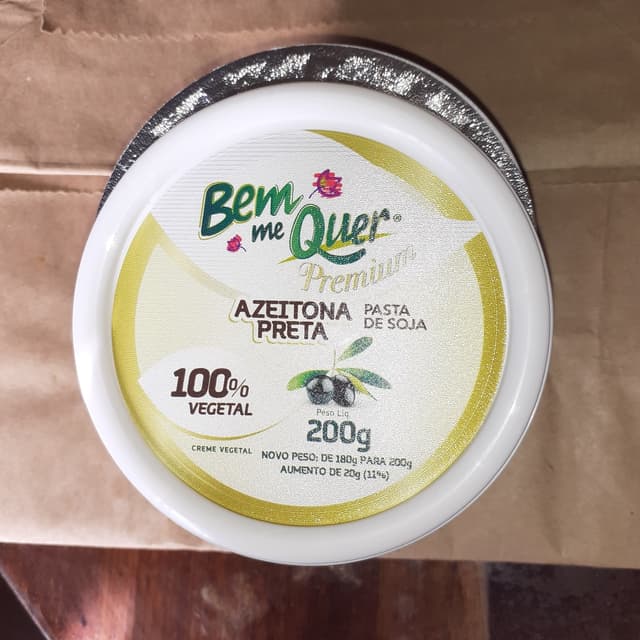 Bem
me Quer®
Premium
AZEITONA
PRETA
PASTA
DE SOJA
100%
VEGETAL
CREME VEGETAL
Peso Liq.
200g
NOVO PESO: DE 180g PARA 200g
AUMENTO DE 20g (11%)